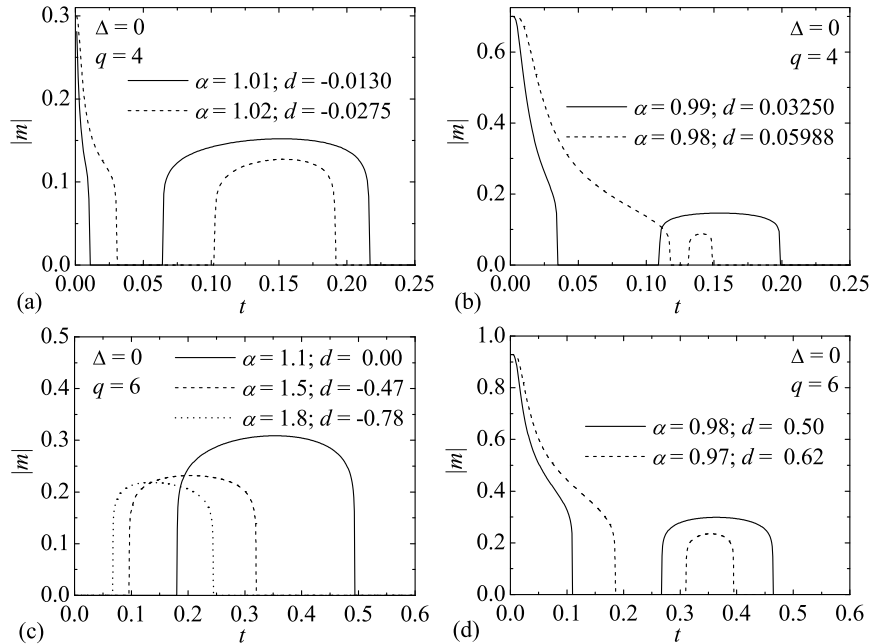 Δ = 0
q = 4
α = 1.01; d = -0.0130
α = 1.02; d = -0.0275
|m|
0.3
0.2
0.1
0.0
0.00 0.05 0.10 0.15 0.20 0.25
(a)
t
Δ = 0
q = 4
α = 0.99; d = 0.03250
α = 0.98; d = 0.05988
|m|
0.6
0.4
0.2
0.0
0.00 0.05 0.10 0.15 0.20 0.25
(b)
t
Δ = 0
q = 6
α = 1.1; d = 0.00
α = 1.5; d = -0.47
α = 1.8; d = -0.78
|m|
0.5
0.4
0.3
0.2
0.1
0.0
0.0 0.1 0.2 0.3 0.4 0.5 0.6
(c)
t
Δ = 0
q = 6
α = 0.98; d = 0.50
α = 0.97; d = 0.62
|m|
1.0
0.8
0.6
0.4
0.2
0.0
0.0 0.1 0.2 0.3 0.4 0.5 0.6
(d)
t